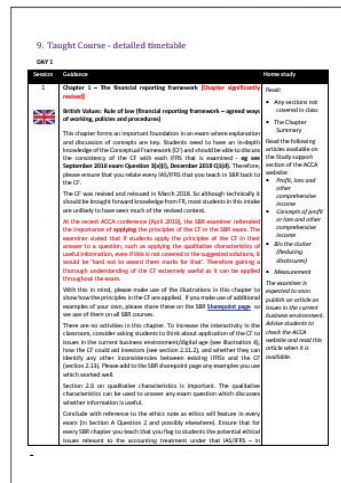 9. Taught Course - detailed timetable
DAY 1
Session Guidance Home study
1 Chapter 1 – The financial reporting framework [Chapter significantly
revised]
British Values: Rule of law (financial reporting framework – agreed ways
of working, policies and procedures)
This chapter forms an important foundation in an exam where explanation
and discussion of concepts are key. Students need to have an in-depth
knowledge of the Conceptual Framework (CF) and should be able to discuss
the consistency of the CF with each IFRS that is examined - eg see
September 2018 exam Question 3(a)(i), December 2018 Q3(d). Therefore,
please ensure that you relate every IAS/IFRS that you teach in SBR back to
the CF.
The CF was revised and reissued in March 2018. So although technically it
should be brought forward knowledge from FR, most students in this intake
are unlikely to have seen much of the revised content.
At the recent ACCA conference (April 2019), the SBR examiner reiterated
the importance of applying the principles of the CF in the SBR exam. The
examiner stated that if students apply the principles of the CF in their
answer to a question, such as applying the qualitative characteristics of
useful information, even if this is not covered in the suggested solutions, it
would be 'hard not to award them marks for that'. Therefore gaining a
thorough understanding of the CF extremely useful as it can be applied
throughout the exam.
With this in mind, please make use of the illustrations in this chapter to
show how the principles in the CF are applied. If you make use of additional
examples of your own, please share these on the SBR Sharepoint page so
we use of them on all SBR courses.
There are no activities in this chapter. To increase the interactivity in the
classroom, consider asking students to think about application of the CF to
issues in the current business environment/digital age (see illustration 4),
how the CF could aid investors (see section 2.11.2), and whether they can
identify any other inconsistencies between existing IFRSs and the CF
(section 2.13). Please add to the SBR sharepoint page any examples you use
which worked well.
Section 2.6 on qualitative characteristics is important. The qualitative
characteristics can be used to answer any exam question which discusses
whether information is useful.
Conclude with reference to the ethics note as ethics will feature in every
exam (in Section A Question 2 and possibly elsewhere). Ensure that for
every SBR chapter you teach that you flag to students the potential ethical
issues relevant to the accounting treatment under that IAS/IFRS – in
Read:
• Any sections not
covered in class
• The Chapter
Summary
Read the following
articles available on
the Study support
section of the ACCA
website:
• Profit, loss and
other
comprehensive
income
• Concepts of profit
or loss and other
comprehensive
income
• Bin the clutter
(Reducing
disclosures)
• Measurement
The examiner is
expected to soon
publish an article on
issues in the current
business environment.
Advise students to
check the ACCA
website and read this
article when it is
available.